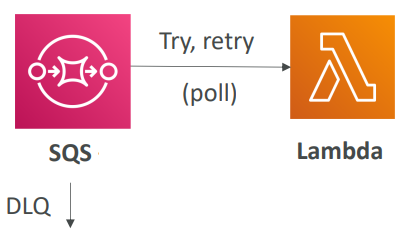 Try, retry
(poll)
SQS
Lambda
DLQ